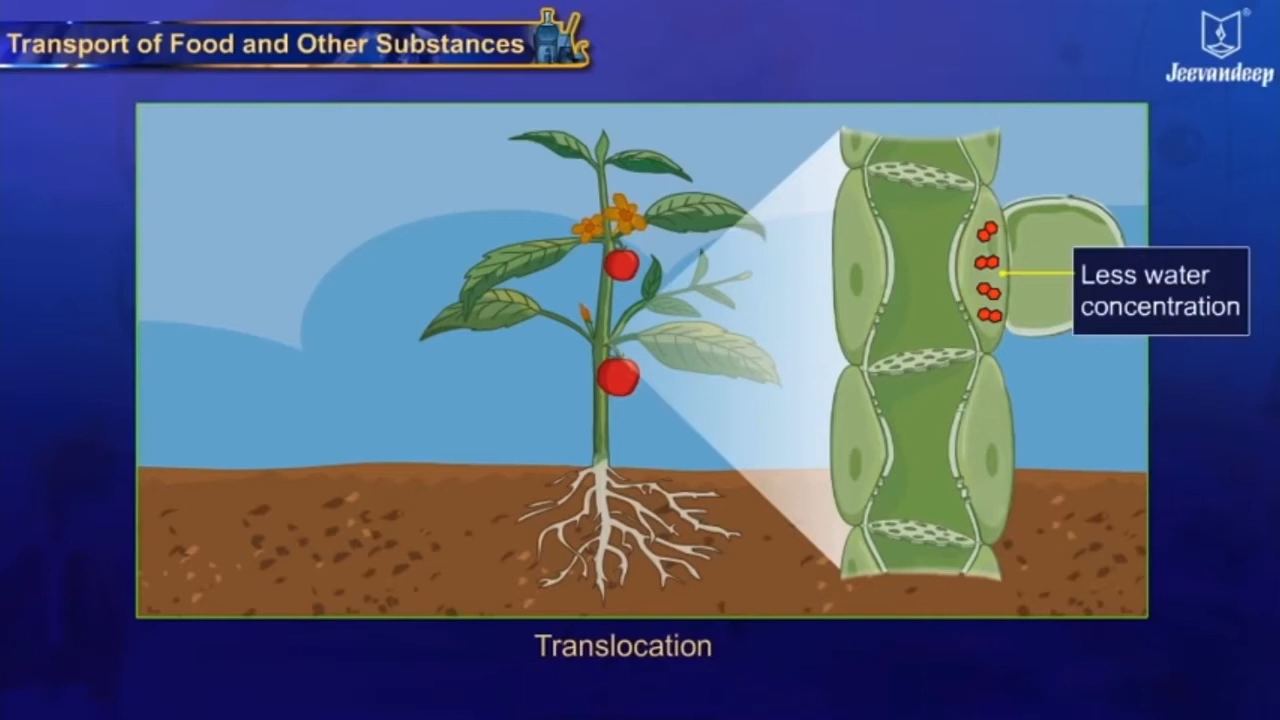 Transport of Food and Other Substances
Jeevandeep®
Less water
concentration
Translocation